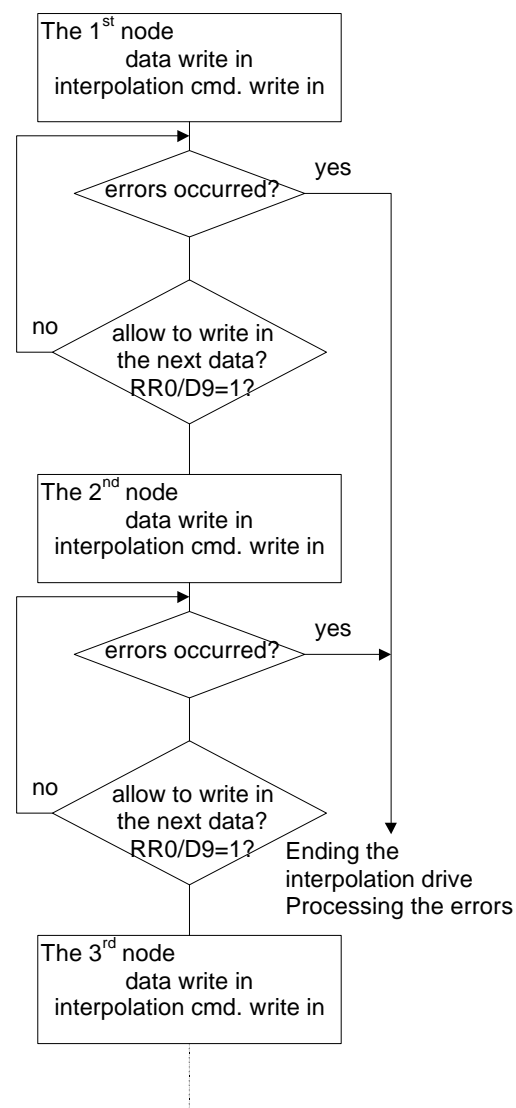 The 1st node
data write in
interpolation cmd. write in
yes
errors occurred?
no
allow to write in
the next data?
RR0/D9=1?
The 2nd node
data write in
interpolation cmd. write in
yes
errors occurred?
no
allow to write in
the next data?
RR0/D9=1?
Ending the
interpolation drive
Processing the errors
The 3rd node
data write in
interpolation cmd. write in